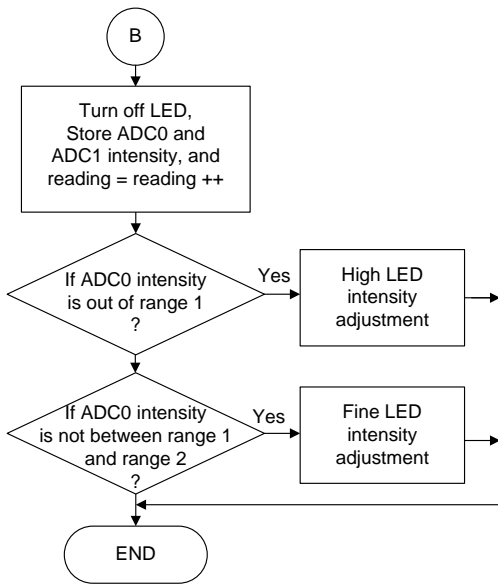 B
Turn off LED,
Store ADC0 and
ADC1 intensity, and
reading = reading ++
If ADC0 intensity
is out of range 1
?
Yes
High LED
intensity
adjustment
If ADC0 intensity
is not between range 1
and range 2
?
Yes
Fine LED
intensity
adjustment
END